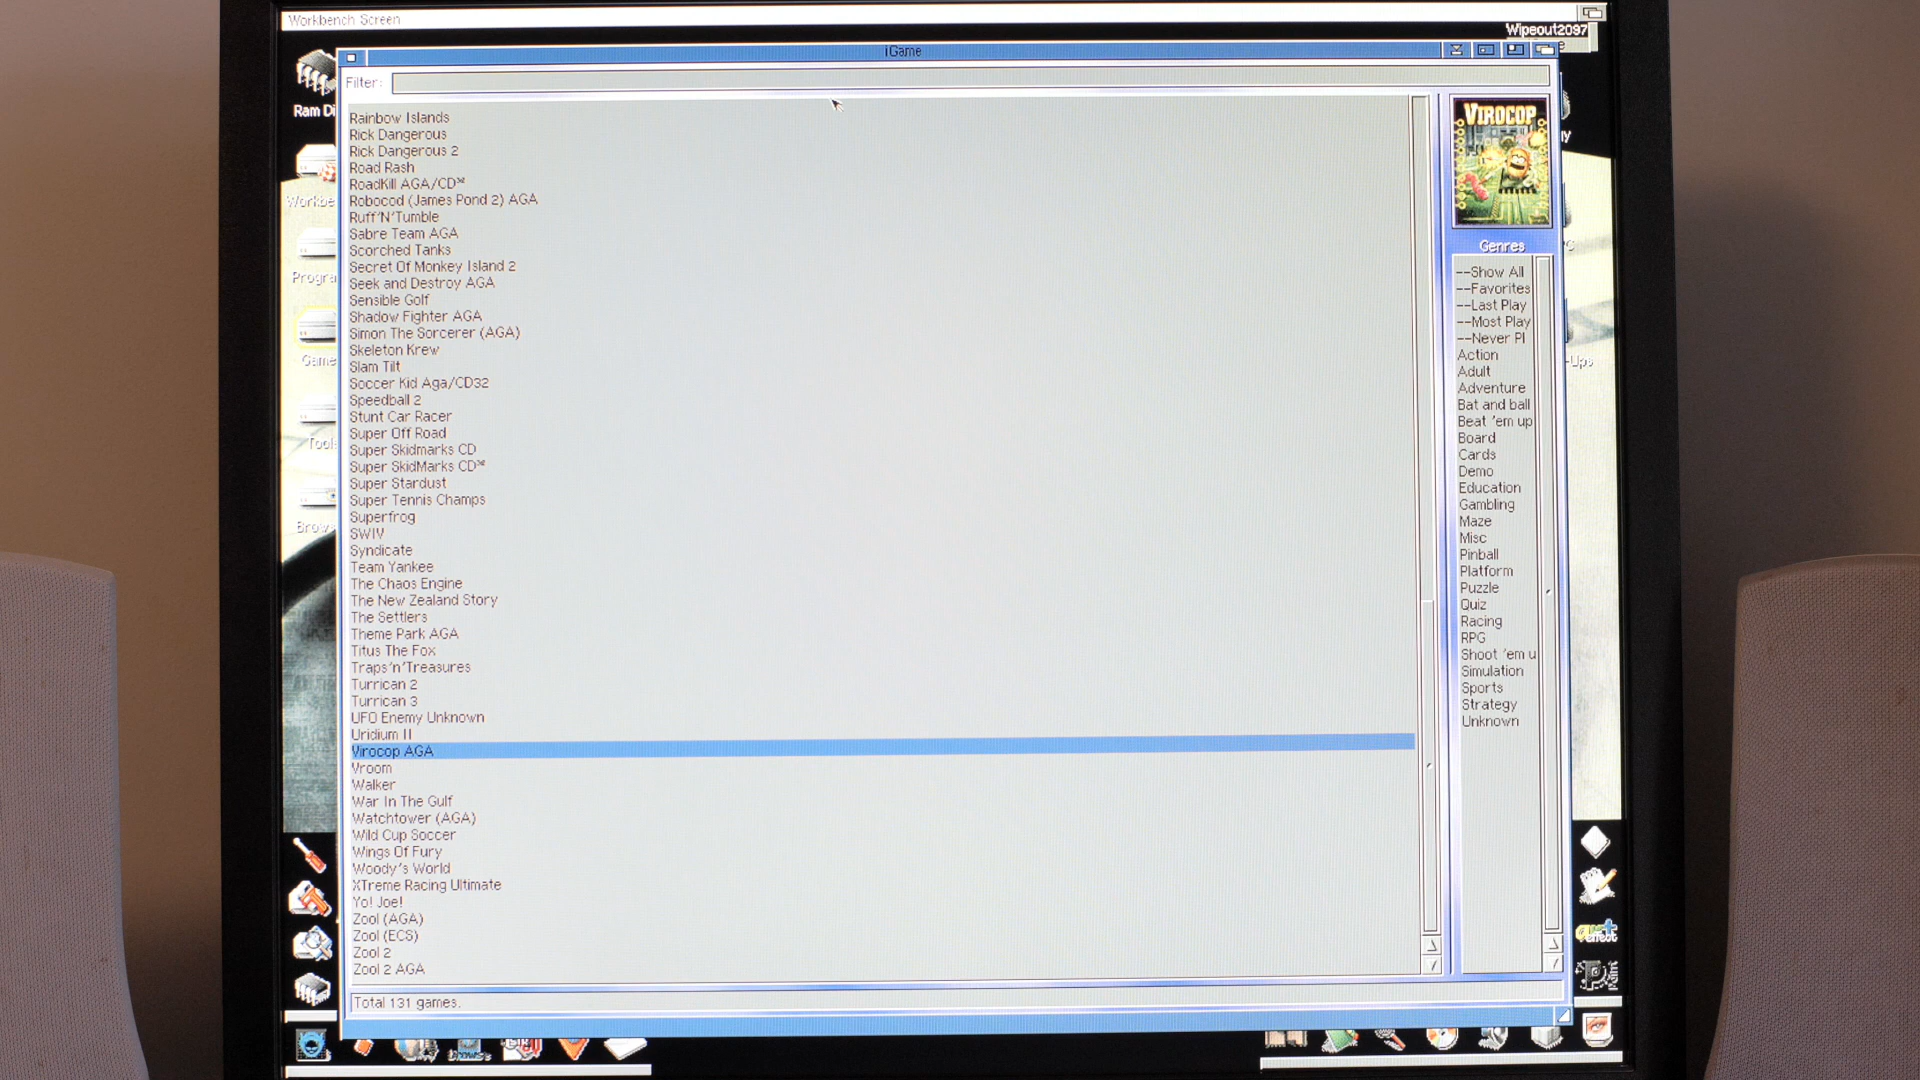 Workbench Screen
Wipeout2097
iGame
Filter:
Ram Di
Workbe
Progra
Game
Tools
Brows
Rainbow Islands
Rick Dangerous
Rick Dangerous 2
Road Rash
RoadKill AGA/CD³²
Robocod (James Pond 2) AGA
Ruff'N'Tumble
Sabre Team AGA
Scorched Tanks
Secret Of Monkey Island 2
Seek and Destroy AGA
Sensible Golf
Shadow Fighter AGA
Simon The Sorcerer (AGA)
Skeleton Krew
Slam Tilt
Soccer Kid Aga/CD32
Speedball 2
Stunt Car Racer
Super Off Road
Super Skidmarks CD
Super SkidMarks CD³²
Super Stardust
Super Tennis Champs
Superfrog
SWIV
Syndicate
Team Yankee
The Chaos Engine
The New Zealand Story
The Settlers
Theme Park AGA
Titus The Fox
Traps'n'Treasures
Turrican 2
Turrican 3
UFO Enemy Unknown
Uridium II
Virocop AGA
Vroom
Walker
War In The Gulf
Watchtower (AGA)
Wild Cup Soccer
Wings Of Fury
Woody's World
XTreme Racing Ultimate
Yo! Joe!
Zool (AGA)
Zool (ECS)
Zool 2
Zool 2 AGA
Total 131 games.
VIROCOP
Genres
--Show All
--Favorites
--Last Play
--Most Play
--Never Pl
Action
Adult
Adventure
Bat and ball
Beat 'em up
Board
Cards
Demo
Education
Gambling
Maze
Misc
Pinball
Platform
Puzzle
Quiz
Racing
RPG
Shoot 'em u
Simulation
Sports
Strategy
Unknown
-Ups